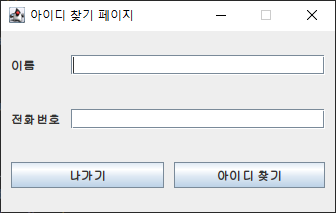 아이디 찾기 페이지
이름
전화번호
나가기
아이디 찾기